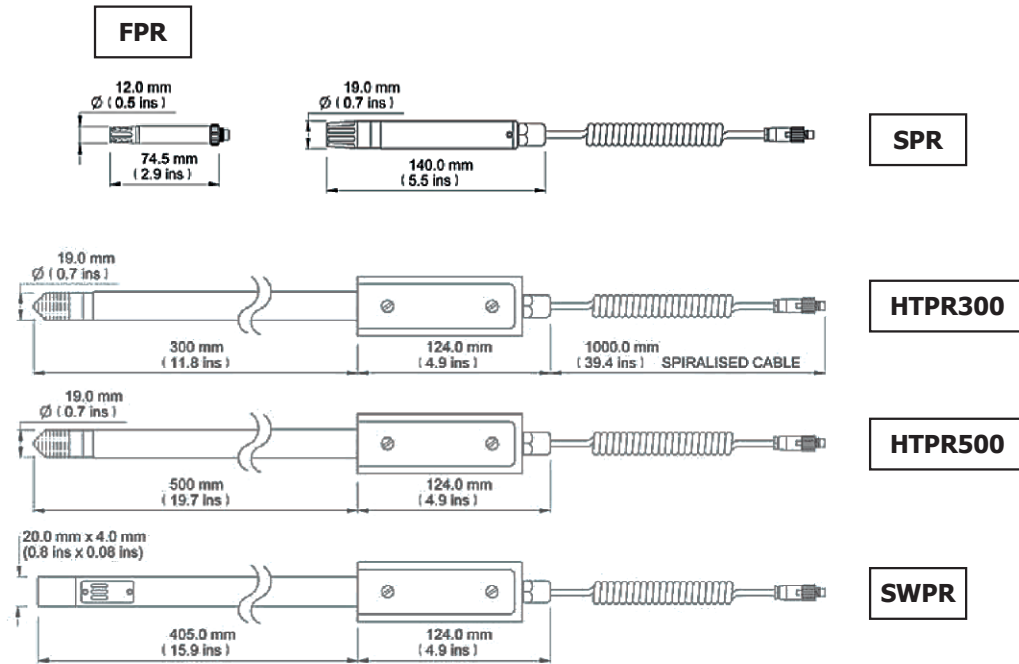 FPR
12.0 mm
Ø ( 0.5 ins )
74.5 mm
( 2.9 ins )
19.0 mm
Ø ( 0.7 ins )
140.0 mm
( 5.5 ins )
SPR
19.0 mm
Ø ( 0.7 ins )
300 mm
( 11.8 ins )
124.0 mm
( 4.9 ins )
1000.0 mm
( 39.4 ins ) SPIRALISED CABLE
HTPR300
19.0 mm
Ø ( 0.7 ins )
500 mm
( 19.7 ins )
124.0 mm
( 4.9 ins )
HTPR500
20.0 mm x 4.0 mm
(0.8 ins x 0.08 ins)
405.0 mm
( 15.9 ins )
124.0 mm
( 4.9 ins )
SWPR